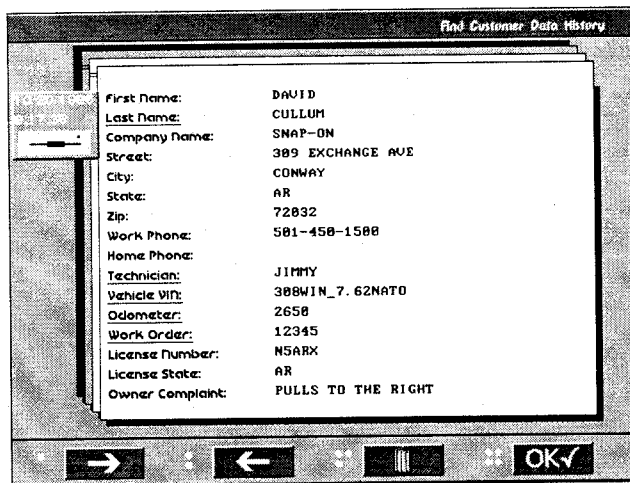 Find Customer Data History
First Name: DAVID
Last Name: CULLUM
Company Name: SNAP-ON
Street: 309 EXCHANGE AVE
City: CONWAY
State: AR
Zip: 72032
Work Phone: 501-450-1500
Home Phone:
Technician: JIMMY
Vehicle VIN: 308WIN_7.62NATO
Odometer: 2650
Work Order: 12345
License Number: N5ARX
License State: AR
Owner Complaint: PULLS TO THE RIGHT
OK✓